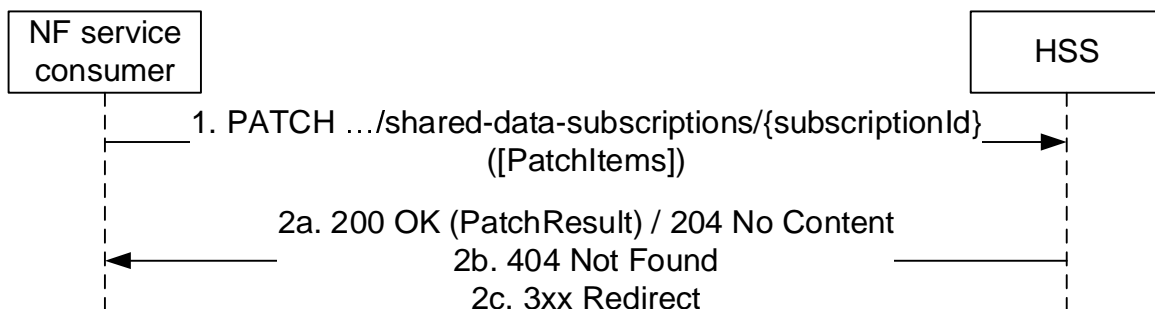 NF service
consumer
HSS
1. PATCH …/shared-data-subscriptions/{subscriptionId}
([PatchItems])
2a. 200 OK (PatchResult) / 204 No Content
2b. 404 Not Found
2c. 3xx Redirect